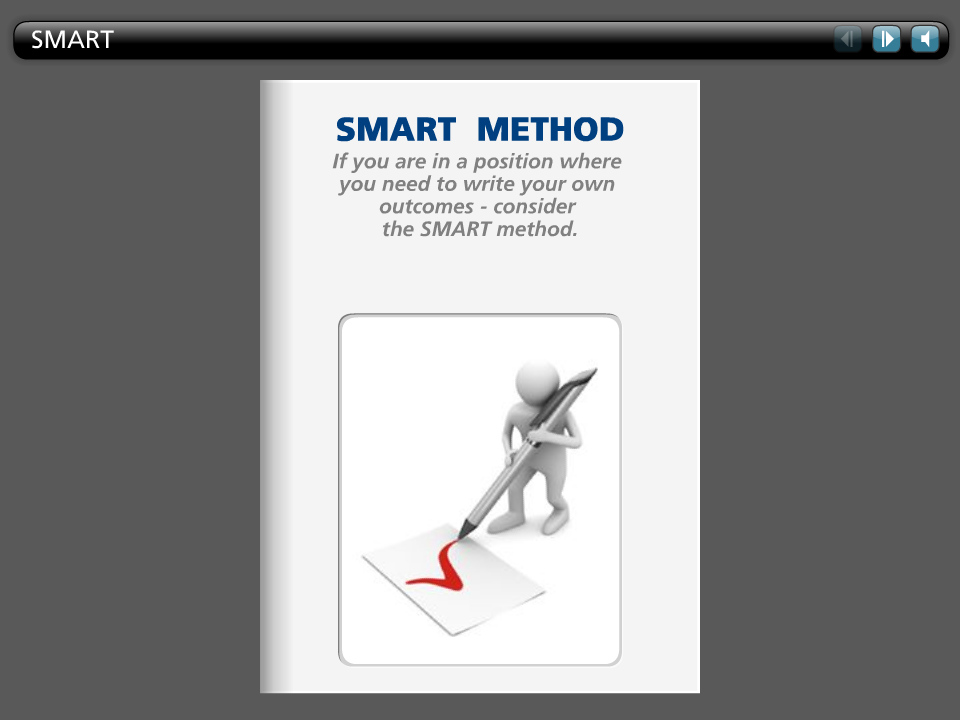 SMART
SMART METHOD
If you are in a position where
you need to write your own
outcomes - consider
the SMART method.